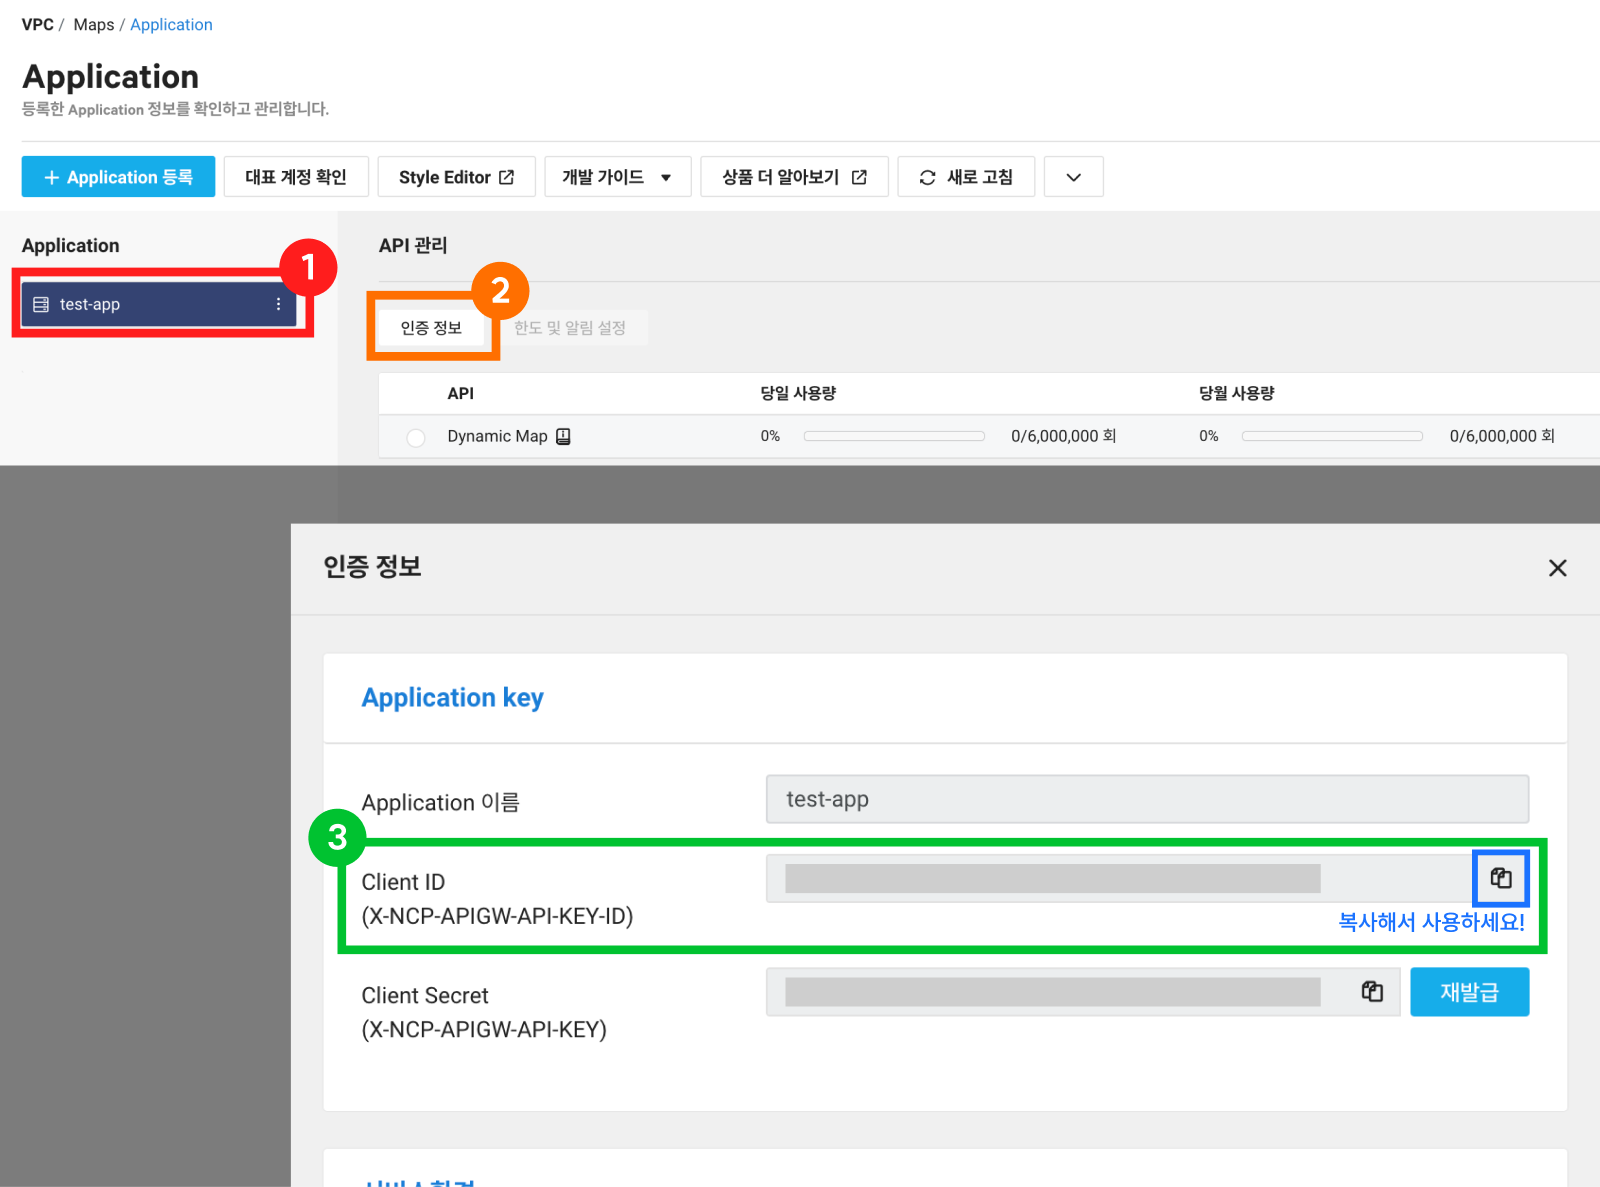 VPC / Maps / Application
Application
등록한 Application 정보를 확인하고 관리합니다.
+ Application 등록 대표 계정 확인 Style Editor 개발 가이드 상품 더 알아보기 새로 고침
Application
1
test-app
API 관리
2
인증 정보 한도 및 알림 설정
API 당일 사용량 당월 사용량
Dynamic Map 0% 0/6,000,000 회 0% 0/6,000,000 회
인증 정보
Application key
Application 이름 test-app
3
Client ID
(X-NCP-APIGW-API-KEY-ID)
복사해서 사용하세요!
Client Secret
(X-NCP-APIGW-API-KEY)
재발급